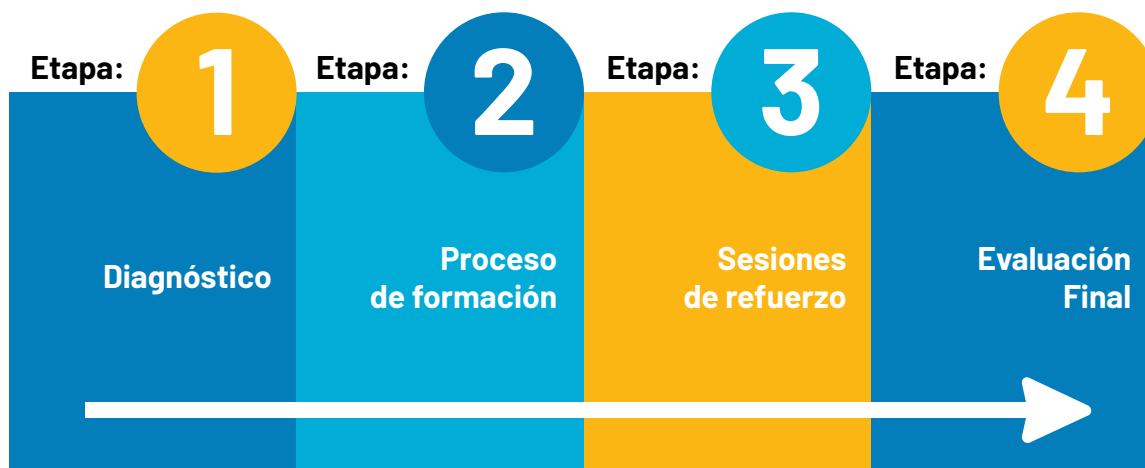 Etapa: 1
Etapa: 2
Etapa: 3
Etapa: 4
Diagnóstico
Proceso
de formación
Sesiones
de refuerzo
Evaluación
Final